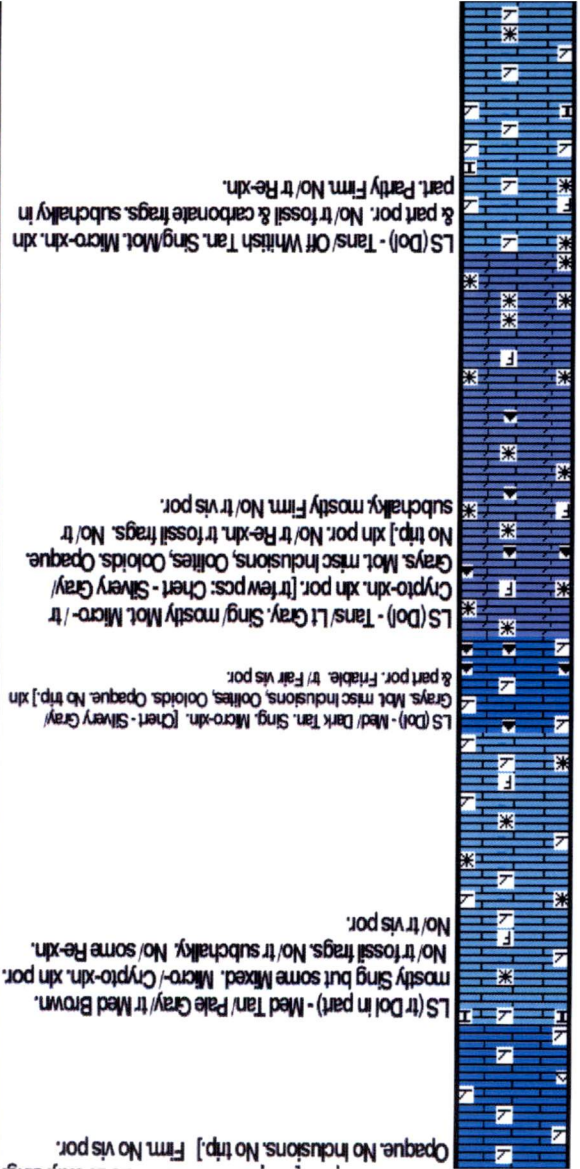 Opaque. No inclusions. No trip.] Firm. No vis por.
LS (tr Dol in part) - Med Tan/ Pale Gray/ tr Med Brown.
mostly Sing but some Mixed. Micro-/ Crypto-xln. xln por.
No/ tr fossil frags. No/ tr subchalky. No/ some Re-xln.
No/ tr vis por.
LS (Dol) - Med/ Dark Tan. Sing. Micro-xln. [Chert - Silvery Gray/
Grays. Mot. misc Inclusions, Oolites, Ooloids. Opaque. No trip.] xln
& part por. Friable. tr/ Fair vis por.
LS (Dol) - Tans/ Lt Gray. Sing/ mostly Mot. Micro- / tr
Crypto-xln. xln por. [tr few pcs: Chert - Silvery Gray/
Grays. Mot. misc Inclusions, Oolites, Ooloids. Opaque.
No trip.] xln por. No/ tr Re-xln. tr fossil frags. No/ tr
subchalky. mostly Firm. No/ tr vis por.
LS (Dol) - Tans/ Off Whitish Tan. Sing/Mot. Micro-xln. xln
& part por. No/ tr fossil & carbonate frags. subchalky in
part. Partly Firm. No/ tr Re-xln.